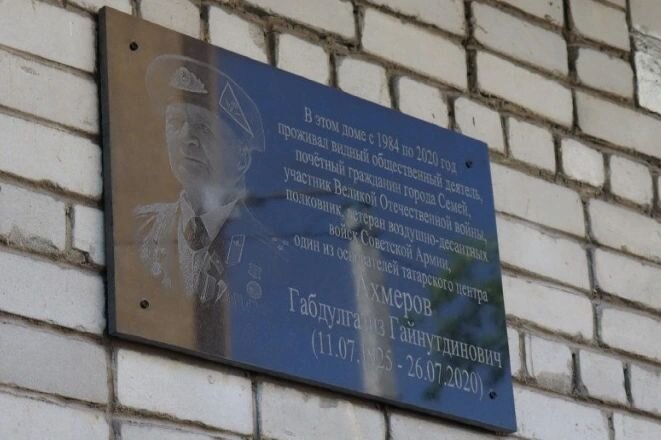 В этом доме с 1984 по 2020 год
проживал видный общественный деятель,
почётный гражданин города Семей,
участник Великой Отечественной войны,
полковник, ветеран воздушно-десантных
войск Советской Армии,
один из основателей татарского центра
Ахмеров
Габдулгазиз Гайнутдинович
(11.07.1925 - 26.07.2020)